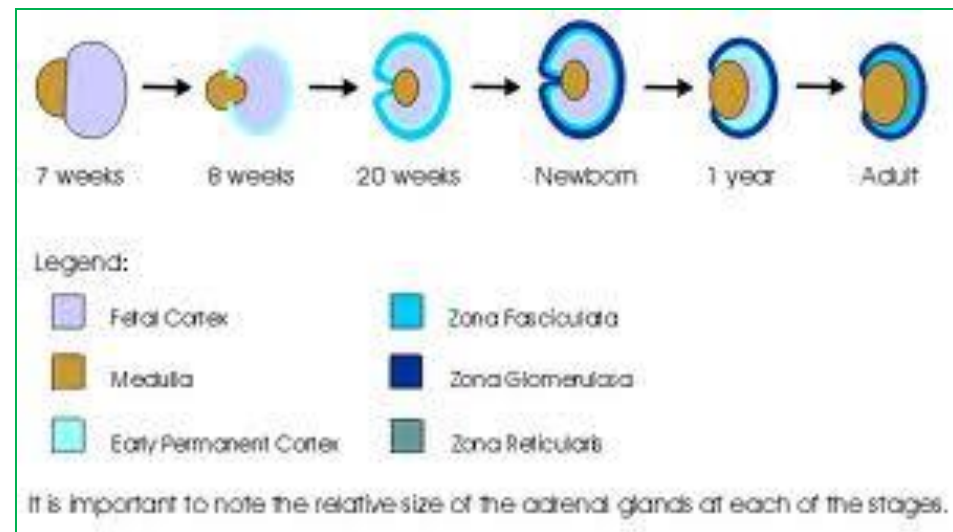 7 weeks 8 weeks 20 weeks Newborn 1 year Adult
Legend:
Fetal Cortex Zona Fasciculata
Medulla Zona Glomerulosa
Early Permanent Cortex Zona Reticularis
It is important to note the relative size of the adrenal glands at each of the stages.